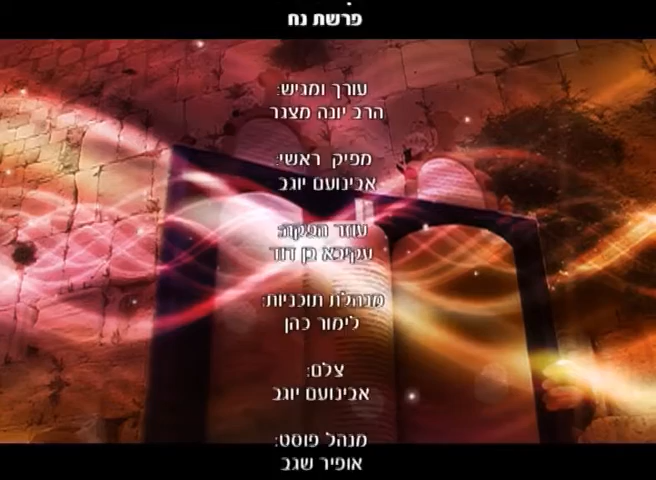 פרשת נח
עורך ומגיש:
הרב יונה מצגר
מפיק ראשי:
אבינועם יוגב
עוזר הפקה:
עקיבא בן דוד
מנהלת תוכניות:
לימור כהן
צלם:
אבינועם יוגב
מנהל פוסט:
אופיר שגב